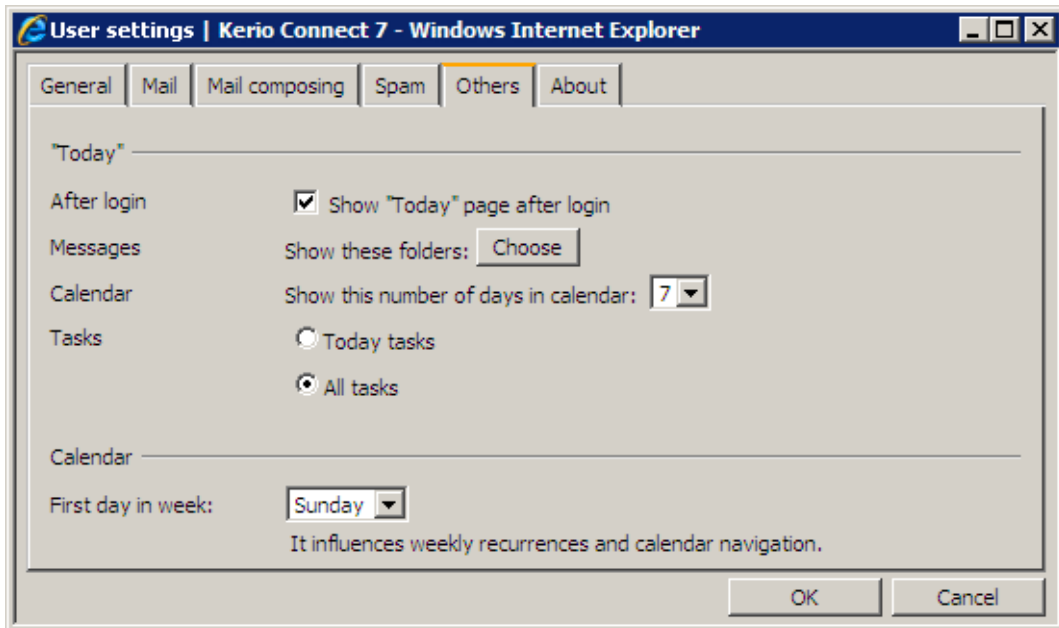 User settings | Kerio Connect 7 - Windows Internet Explorer
General Mail Mail composing Spam Others About
"Today"
After login Show "Today" page after login
Messages Show these folders: Choose
Calendar Show this number of days in calendar: 7
Tasks Today tasks
All tasks
Calendar
First day in week: Sunday
It influences weekly recurrences and calendar navigation.
OK Cancel